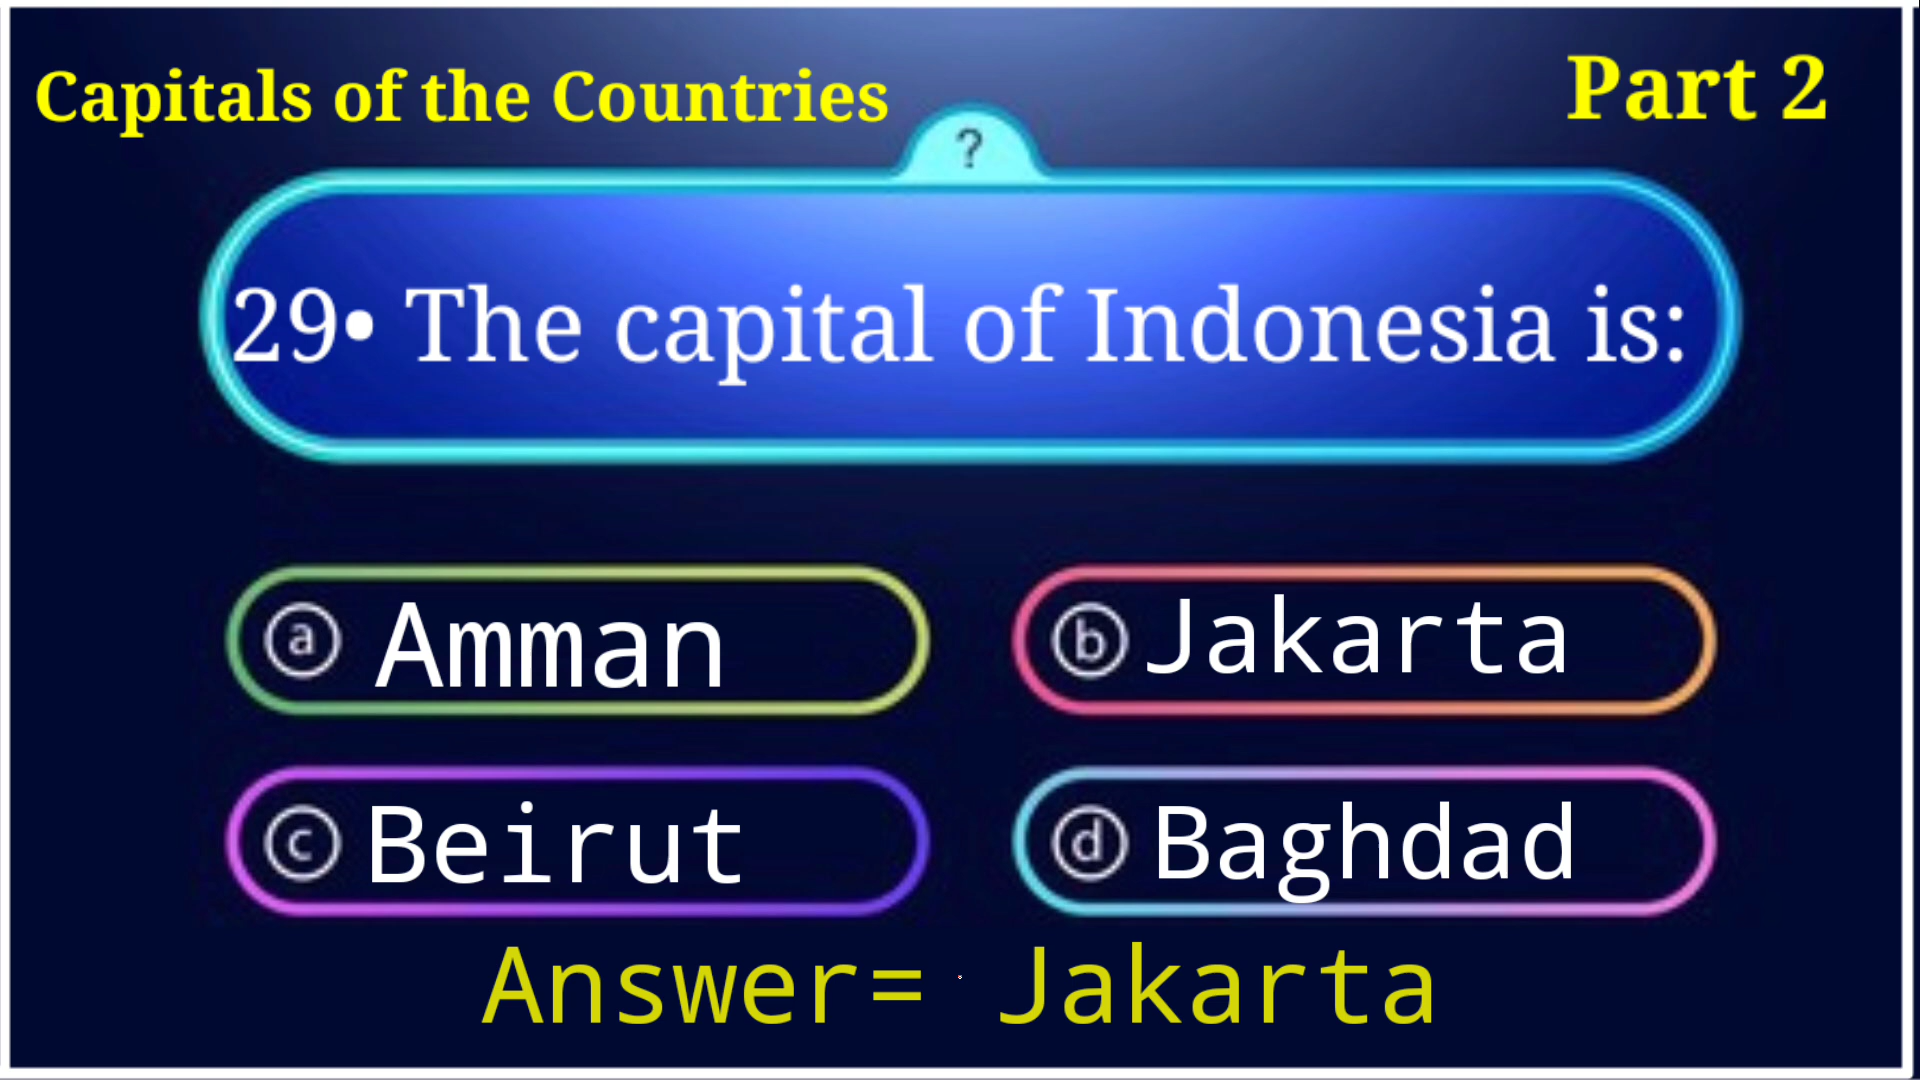 Capitals of the Countries
Part 2
?
29• The capital of Indonesia is:
a Amman
b Jakarta
c Beirut
d Baghdad
Answer= Jakarta